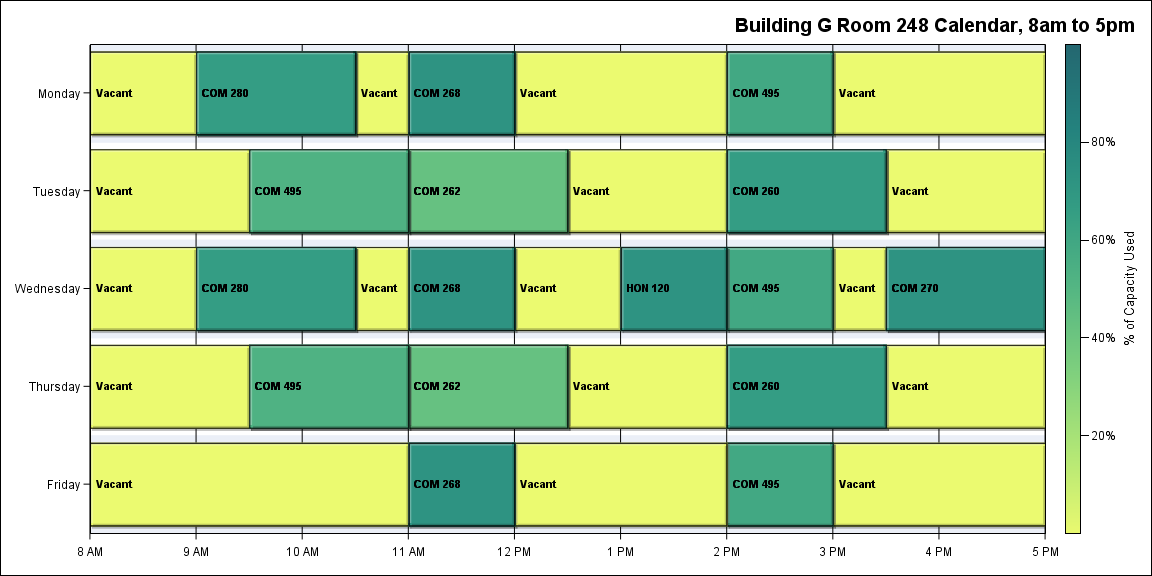 Building G Room 248 Calendar, 8am to 5pm
Monday Vacant COM 280 Vacant COM 268 Vacant COM 495 Vacant
Tuesday Vacant COM 495 COM 262 Vacant COM 260 Vacant
Wednesday Vacant COM 280 Vacant COM 268 Vacant HON 120 COM 495 Vacant COM 270
Thursday Vacant COM 495 COM 262 Vacant COM 260 Vacant
Friday Vacant COM 268 Vacant COM 495 Vacant
8 AM 9 AM 10 AM 11 AM 12 PM 1 PM 2 PM 3 PM 4 PM 5 PM
80%
60%
40%
20%
% of Capacity Used